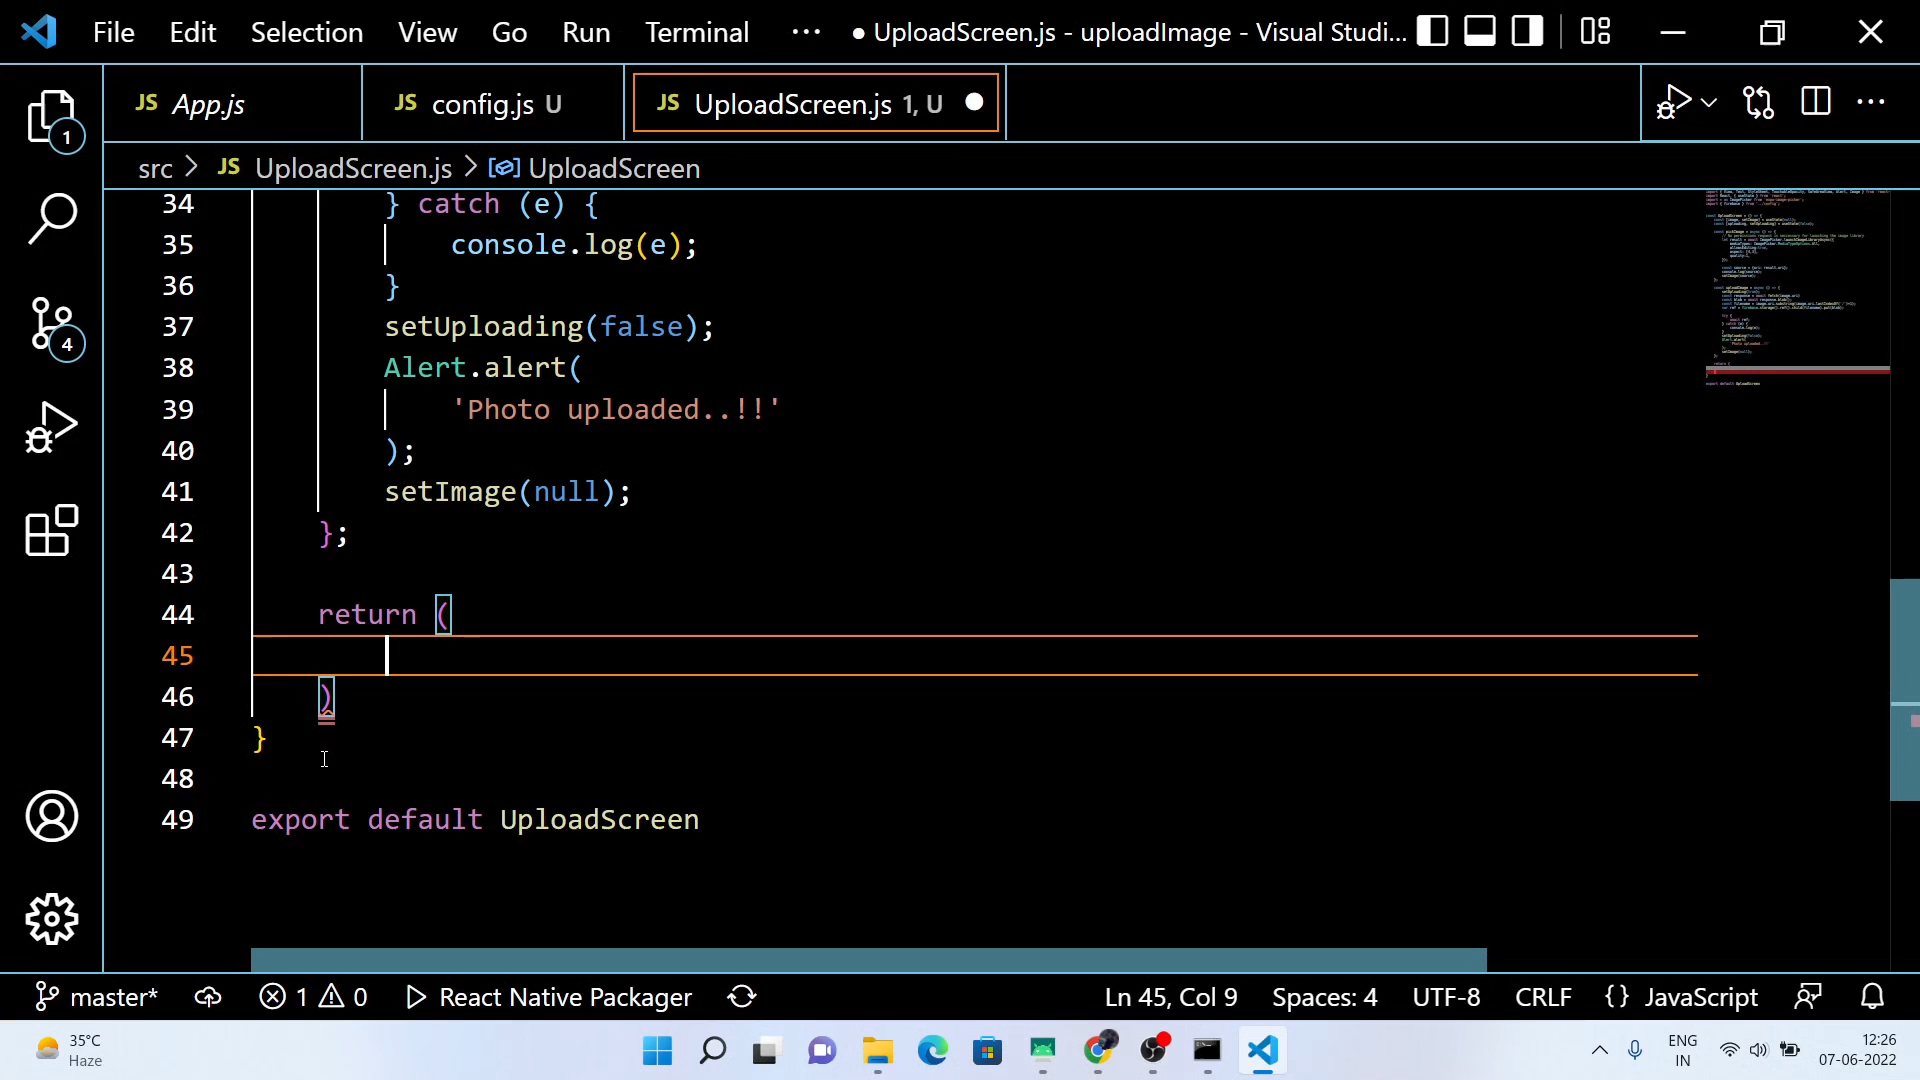 File Edit Selection View Go Run Terminal ··· ● UploadScreen.js - uploadImage - Visual Studi...
JS App.js JS config.js U JS UploadScreen.js 1, U
src > JS UploadScreen.js > UploadScreen
34 } catch (e) {
35 console.log(e);
36 }
37 setUploading(false);
38 Alert.alert(
39 'Photo uploaded..!!'
40 );
41 setImage(null);
42 };
43
44 return (
45
46 )
47 }
48
49 export default UploadScreen
1
4
master* 1 0 React Native Packager Ln 45, Col 9 Spaces: 4 UTF-8 CRLF {} JavaScript
35°C
Haze
ENG
IN
12:26
07-06-2022